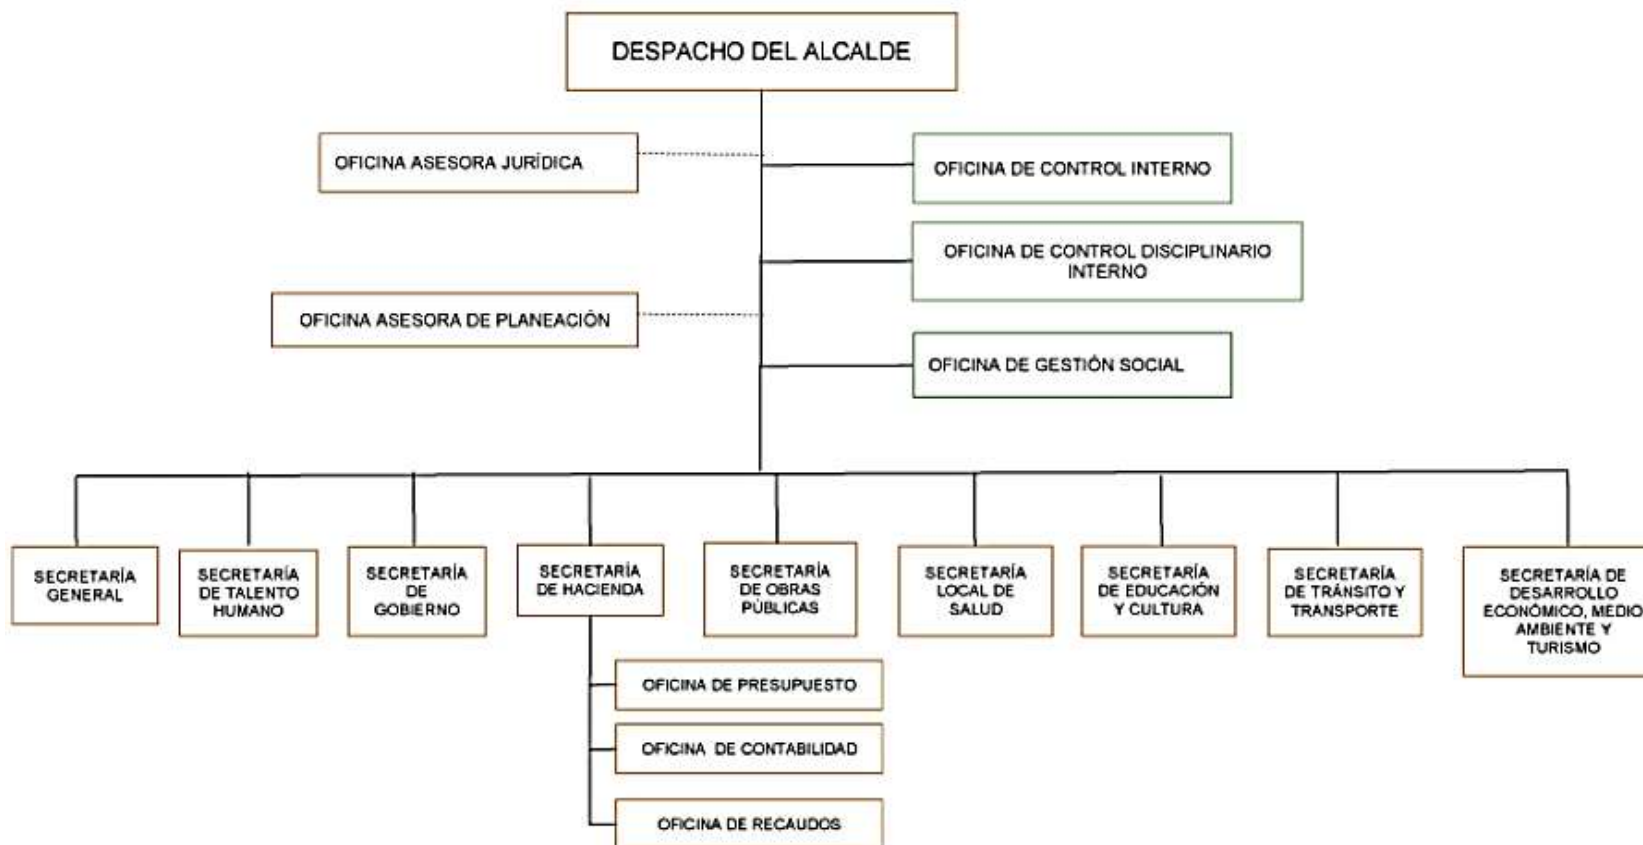 DESPACHO DEL ALCALDE
OFICINA ASESORA JURÍDICA
OFICINA DE CONTROL INTERNO
OFICINA DE CONTROL DISCIPLINARIO
INTERNO
OFICINA ASESORA DE PLANEACIÓN
OFICINA DE GESTIÓN SOCIAL
SECRETARÍA
GENERAL
SECRETARÍA
DE TALENTO
HUMANO
SECRETARÍA
DE
GOBIERNO
SECRETARÍA
DE HACIENDA
SECRETARÍA
DE OBRAS
PÚBLICAS
SECRETARÍA
LOCAL DE
SALUD
SECRETARÍA
DE EDUCACIÓN
Y CULTURA
SECRETARÍA
DE TRÁNSITO Y
TRANSPORTE
SECRETARÍA DE
DESARROLLO
ECONÓMICO, MEDIO
AMBIENTE Y
TURISMO
OFICINA DE PRESUPUESTO
OFICINA DE CONTABILIDAD
OFICINA DE RECAUDOS